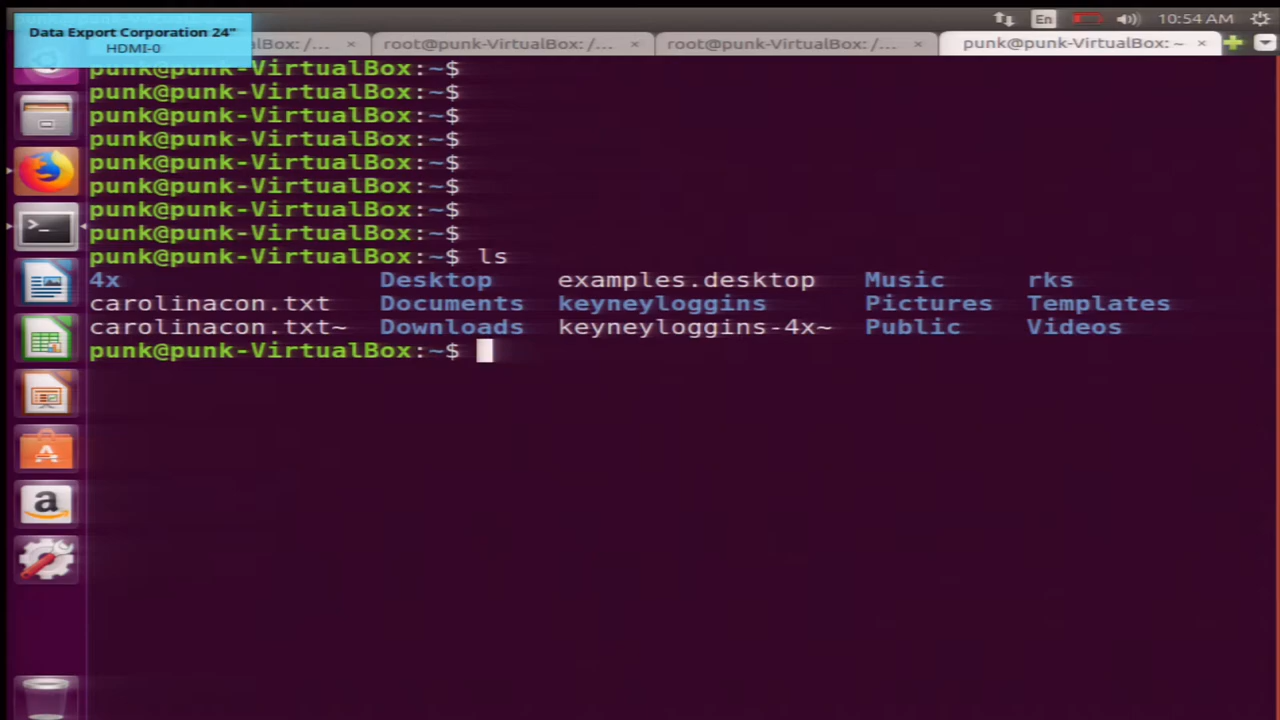 Data Export Corporation 24"
HDMI-0
En
10:54 AM
alBox: /...
root@punk-VirtualBox: /...
root@punk-VirtualBox: /...
punk@punk-VirtualBox: ~
punk@punk-VirtualBox:~$
punk@punk-VirtualBox:~$
punk@punk-VirtualBox:~$
punk@punk-VirtualBox:~$
punk@punk-VirtualBox:~$
punk@punk-VirtualBox:~$
punk@punk-VirtualBox:~$
punk@punk-VirtualBox:~$
punk@punk-VirtualBox:~$ ls
4x Desktop examples.desktop Music rks
carolinacon.txt Documents keyneyloggins Pictures Templates
carolinacon.txt~ Downloads keyneyloggins-4x~ Public Videos
punk@punk-VirtualBox:~$